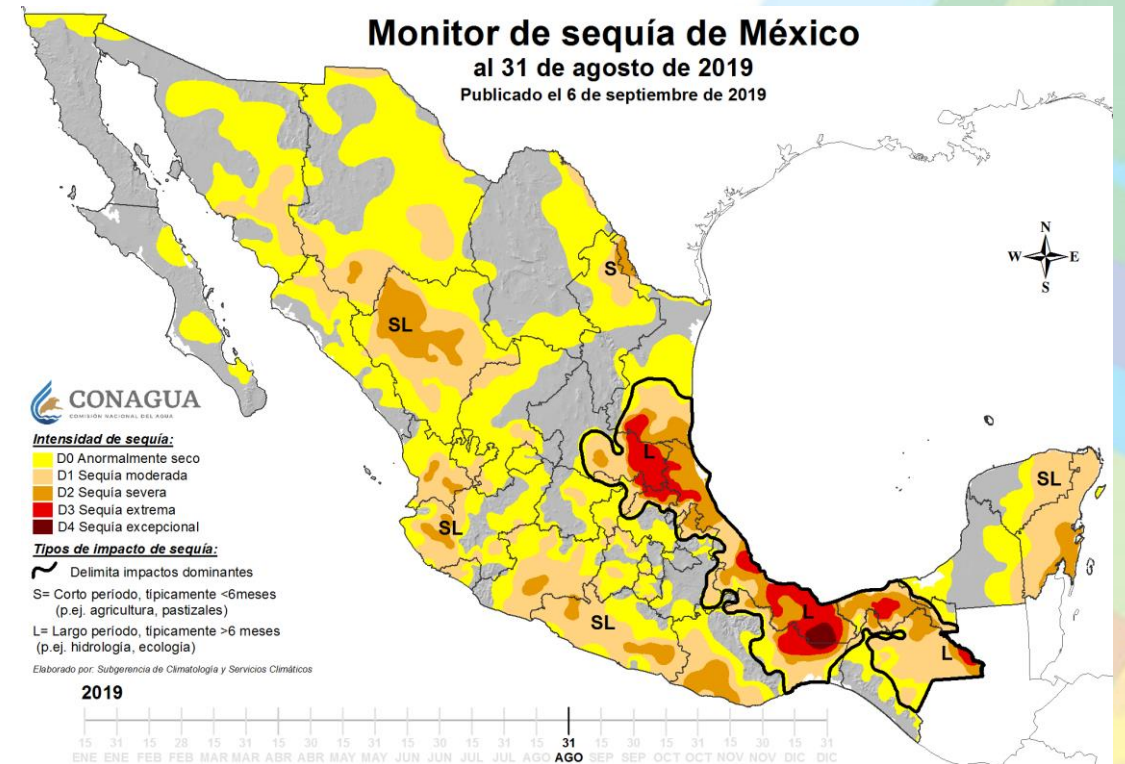 Monitor de sequía de México
al 31 de agosto de 2019
Publicado el 6 de septiembre de 2019
N
W E
S
S
SL
L
SL
SL
SL
L
L
CONAGUA
COMISIÓN NACIONAL DEL AGUA
Intensidad de sequía:
D0 Anormalmente seco
D1 Sequía moderada
D2 Sequía severa
D3 Sequía extrema
D4 Sequía excepcional
Tipos de impacto de sequía:
Delimita impactos dominantes
S= Corto período, típicamente <6meses
(p.ej. agricultura, pastizales)
L= Largo período, típicamente >6 meses
(p.ej. hidrología, ecología)
Elaborado por: Subgerencia de Climatología y Servicios Climáticos
2019
15 31 15 28 15 31 15 30 15 31 15 30 15 31 15 31 15 30 15 31 15 30 15 31
ENE ENE FEB FEB MAR MAR ABR ABR MAY MAY JUN JUN JUL JUL AGO AGO SEP SEP OCT OCT NOV NOV DIC DIC